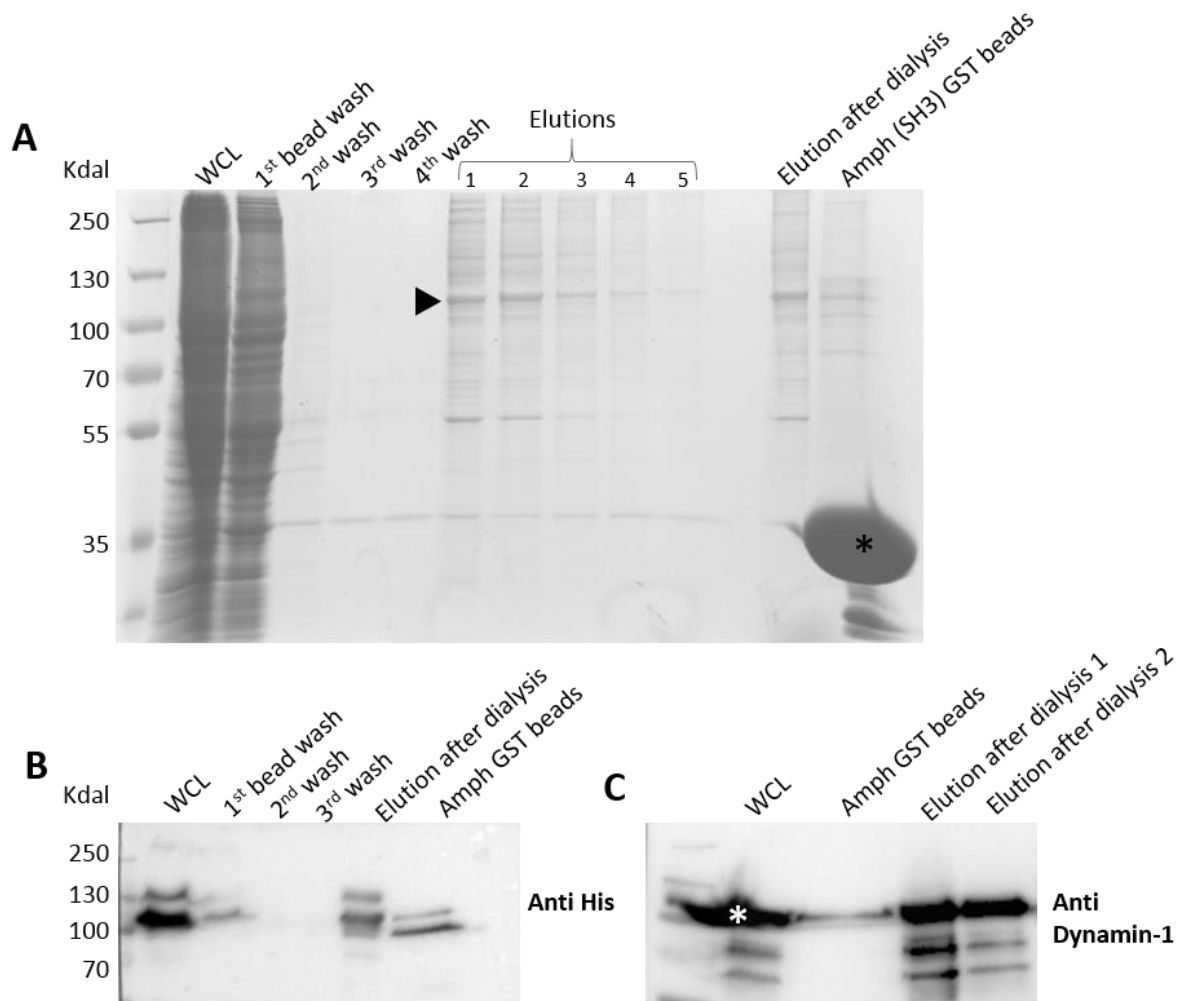 A
Kdal
WCL
1st bead wash
2nd wash
3rd wash
4th wash
Elutions
1 2 3 4 5
Elution after dialysis
Amph (SH3) GST beads
250
130
100
70
55
35
*
B
Kdal
WCL
1st bead wash
2nd wash
3rd wash
Elution after dialysis
Amph GST beads
250
130
100
70
Anti His
C
WCL
Amph GST beads
Elution after dialysis 1
Elution after dialysis 2
*
Anti
Dynamin-1